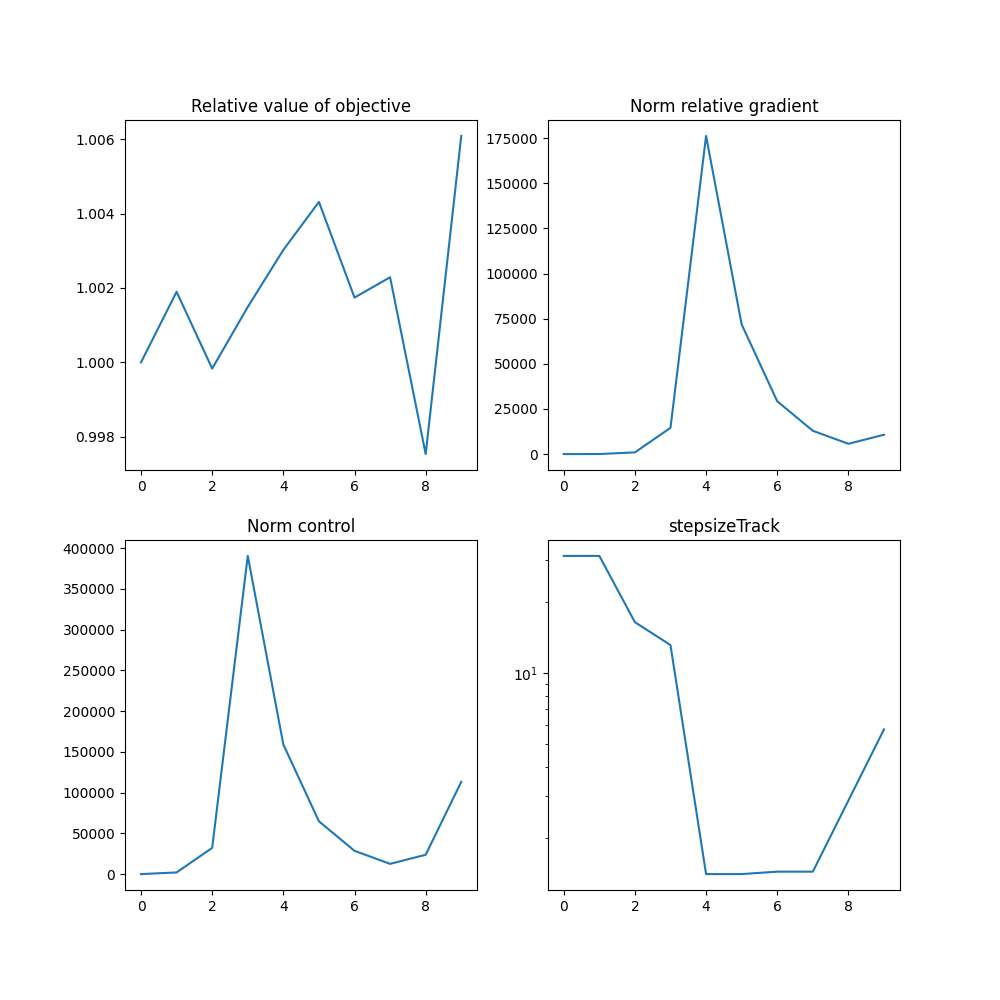 Relative value of objective
1.006
1.004
1.002
1.000
0.998
0 2 4 6 8
Norm relative gradient
175000
150000
125000
100000
75000
50000
25000
0
0 2 4 6 8
Norm control
400000
350000
300000
250000
200000
150000
100000
50000
0
0 2 4 6 8
stepsizeTrack
10¹
0 2 4 6 8